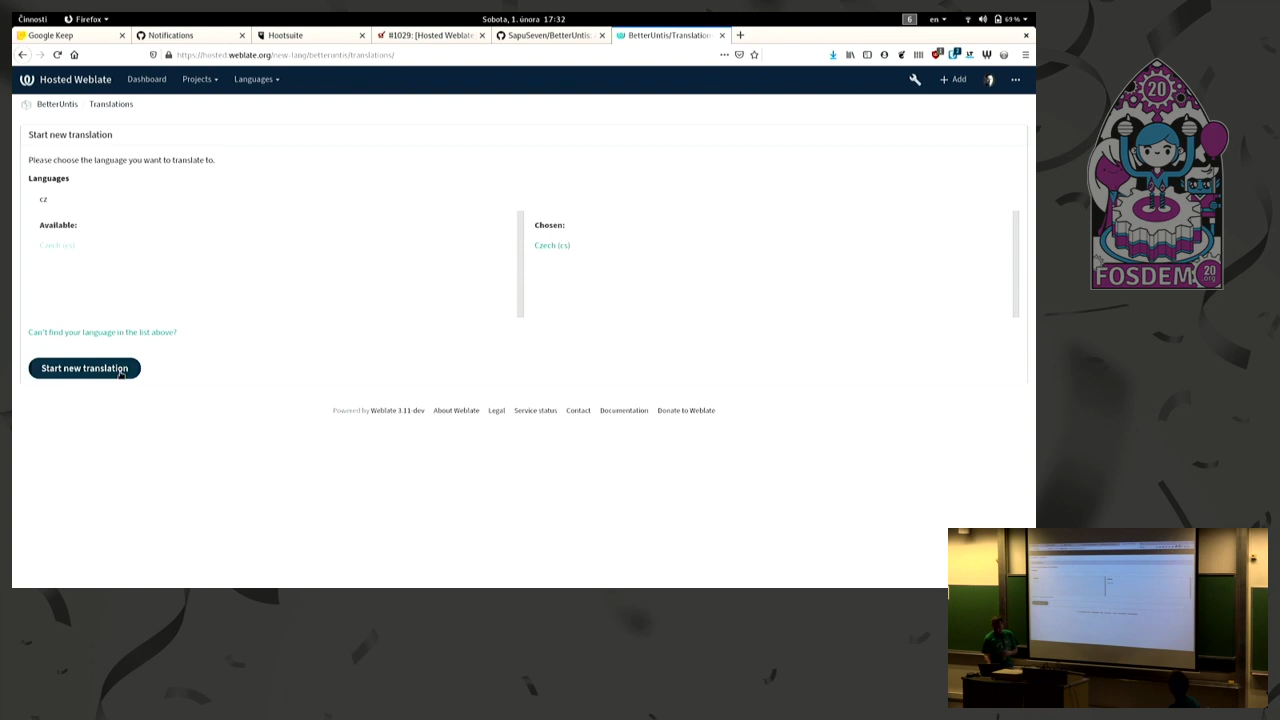 Činnosti
Firefox
Sobota, 1. února 17:32
6
en
69 %
Google Keep
Notifications
Hootsuite
#1029: [Hosted Weblate
SapuSeven/BetterUntis:
BetterUntis/Translation
https://hosted.weblate.org/new-lang/betteruntis/translations/
Hosted Weblate
Dashboard
Projects
Languages
Add
BetterUntis
Translations
Start new translation
Please choose the language you want to translate to.
Languages
cz
Available:
Chosen:
Czech (cs)
Czech (cs)
Can't find your language in the list above?
Start new translation
Powered by Weblate 3.11-dev
About Weblate
Legal
Service status
Contact
Documentation
Donate to Weblate
20
FOSDEM
20
.org